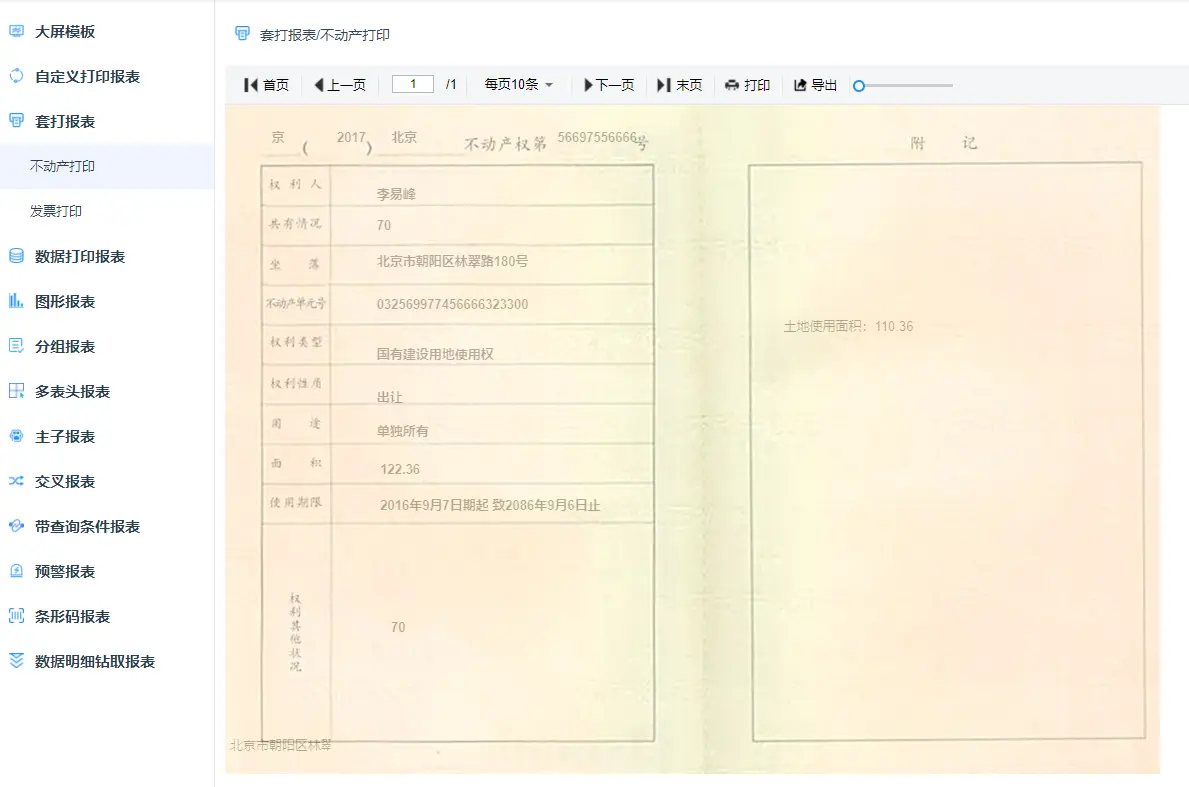 大屏模板
自定义打印报表
套打报表
不动产打印
发票打印
数据打印报表
图形报表
分组报表
多表头报表
主子报表
交叉报表
带查询条件报表
预警报表
条形码报表
数据明细钻取报表
套打报表/不动产打印
首页 上一页 1 /1 每页10条 下一页 末页 打印 导出
京 ( 2017 ) 北京 不动产权第 56697556666 号
权利人 李易峰
共有情况 70
坐落 北京市朝阳区林翠路180号
不动产单元号 032569977456666323300
权利类型 国有建设用地使用权
权利性质 出让
用途 单独所有
面积 122.36
使用期限 2016年9月7日期起 致2086年9月6日止
权利其他状况 70
北京市朝阳区林翠
附 记
土地使用面积：110 36